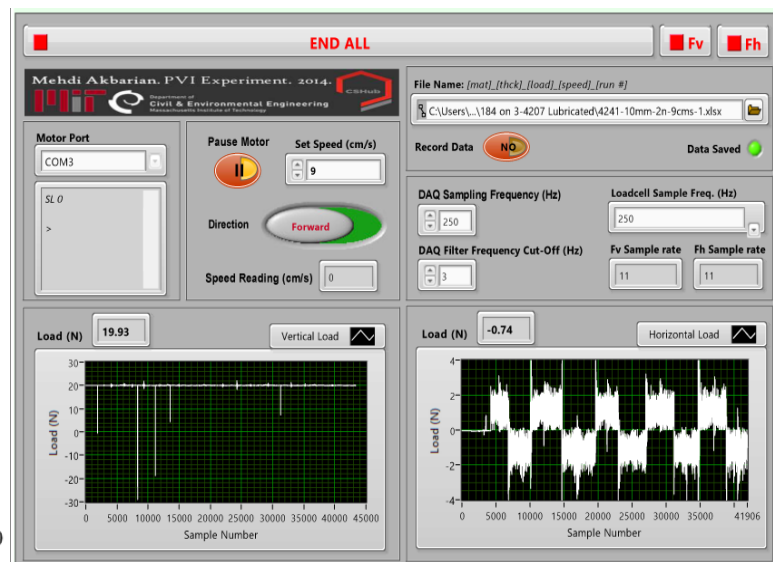 END ALL
Fv
Fh
Mehdi Akbarian. PVI Experiment. 2014.
CSHub
Department of
Civil & Environmental Engineering
Massachusetts Institute of Technology
File Name: [mat]_[thck]_[load]_[speed]_[run #]
C:\Users\...\184 on 3-4207 Lubricated\4241-10mm-2n-9cms-1.xlsx
Record Data
NO
Data Saved
Motor Port
COM3
SL 0
>
Pause Motor
Set Speed (cm/s)
9
Direction
Forward
Speed Reading (cm/s)
0
DAQ Sampling Frequency (Hz)
250
Loadcell Sample Freq. (Hz)
250
DAQ Filter Frequency Cut-Off (Hz)
3
Fv Sample rate
Fh Sample rate
11
11
Load (N)
19.93
Vertical Load
30
20
10
0
-10
-20
-30
Load (N)
0 5000 10000 15000 20000 25000 30000 35000 40000 45000
Sample Number
Load (N)
-0.74
Horizontal Load
4
2
0
-2
-4
Load (N)
0 5000 10000 15000 20000 25000 30000 35000 41906
Sample Number
)